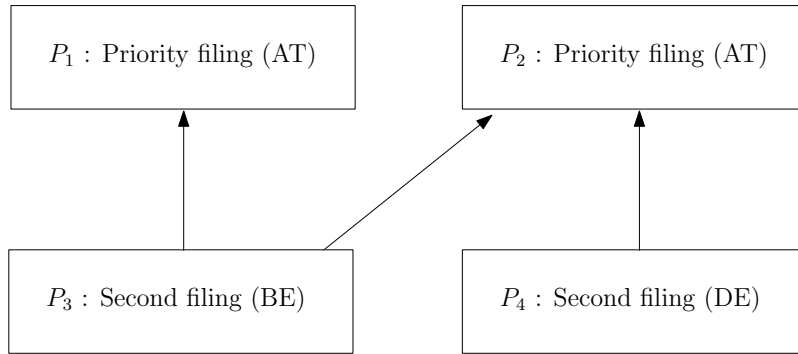 P₁ : Priority filing (AT)
P₂ : Priority filing (AT)
P₃ : Second filing (BE)
P₄ : Second filing (DE)